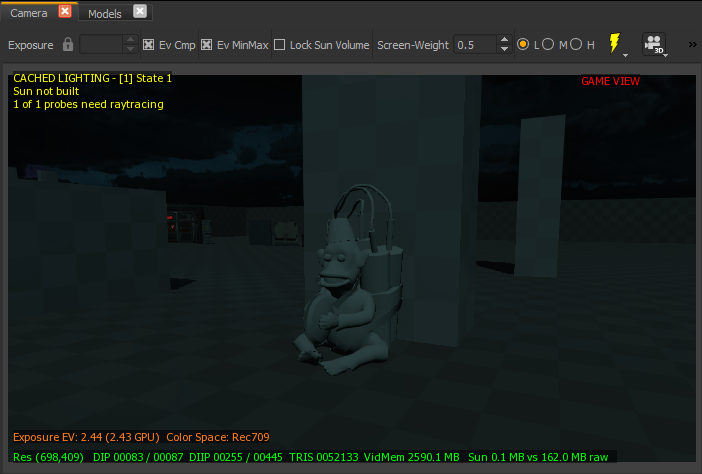 Camera Models
Exposure Ev Cmp Ev MinMax Lock Sun Volume Screen-Weight 0.5 L M H 3D »
CACHED LIGHTING - [1] State 1 GAME VIEW
Sun not built
1 of 1 probes need raytracing
Exposure EV: 2.44 (2.43 GPU) Color Space: Rec709
Res (698,409) DIP 00083 / 00087 DIIP 00255 / 00445 TRIS 0052133 VidMem 2590.1 MB Sun 0.1 MB vs 162.0 MB raw